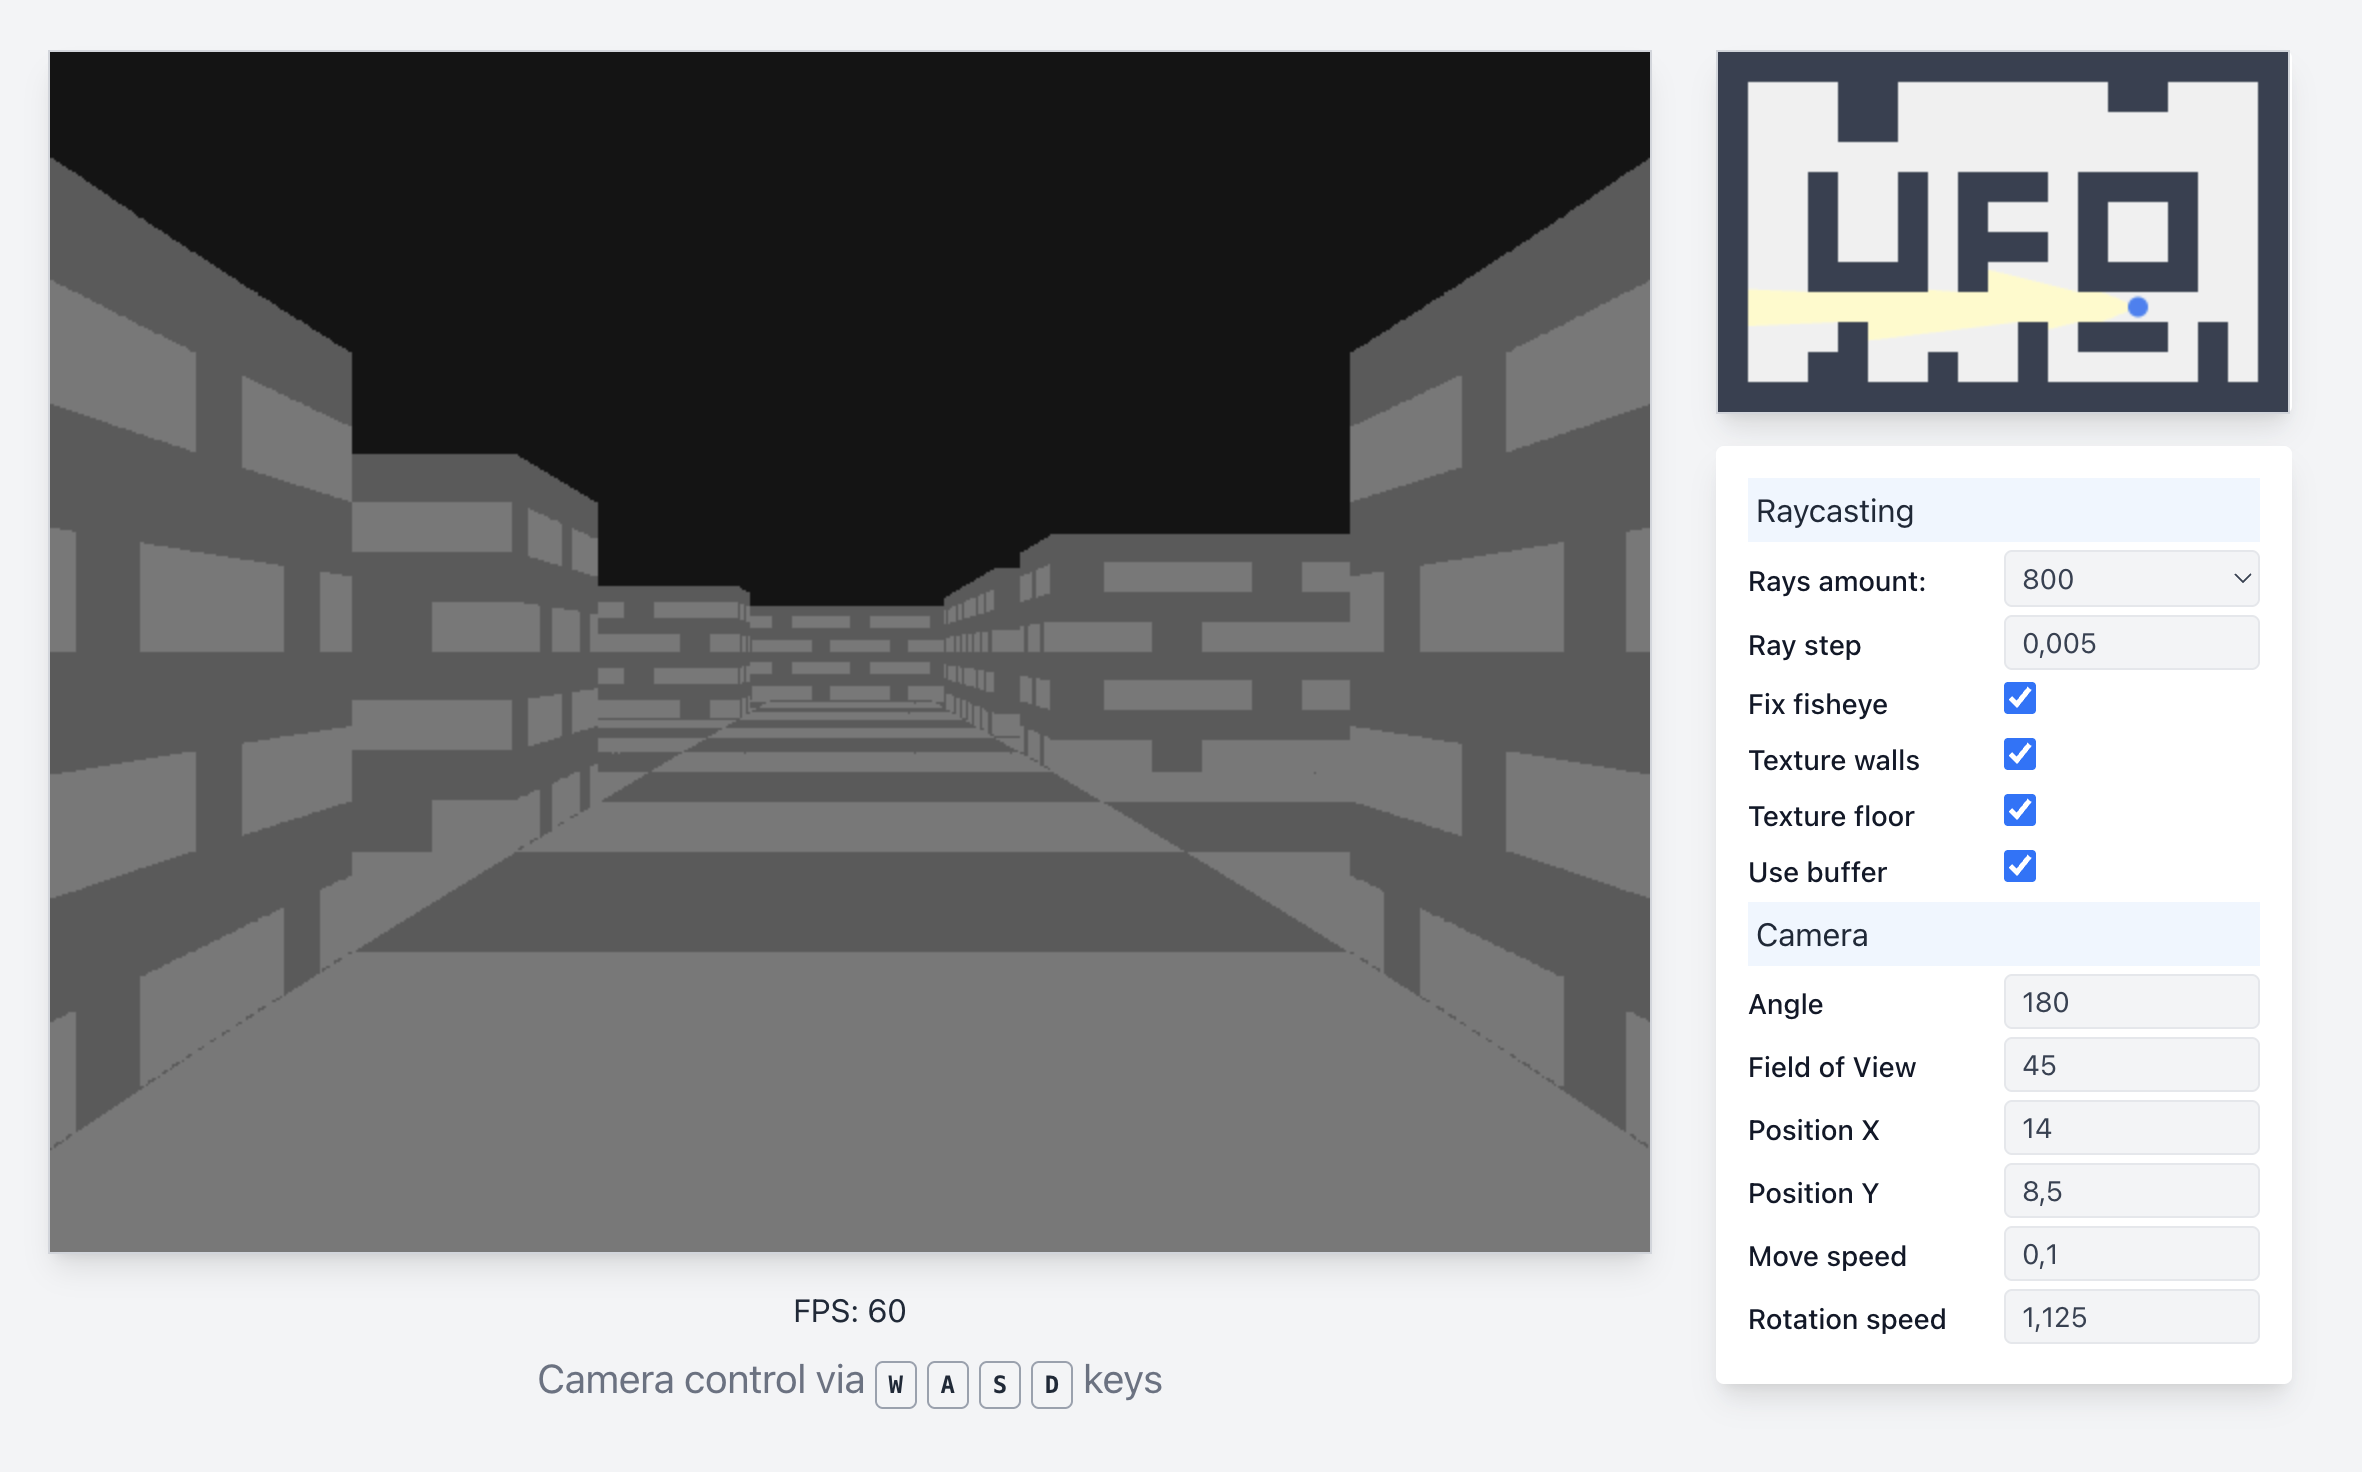 UFO
Raycasting
Rays amount: 800
Ray step 0,005
Fix fisheye
Texture walls
Texture floor
Use buffer
Camera
Angle 180
Field of View 45
Position X 14
Position Y 8,5
Move speed 0,1
Rotation speed 1,125
FPS: 60
Camera control via W A S D keys